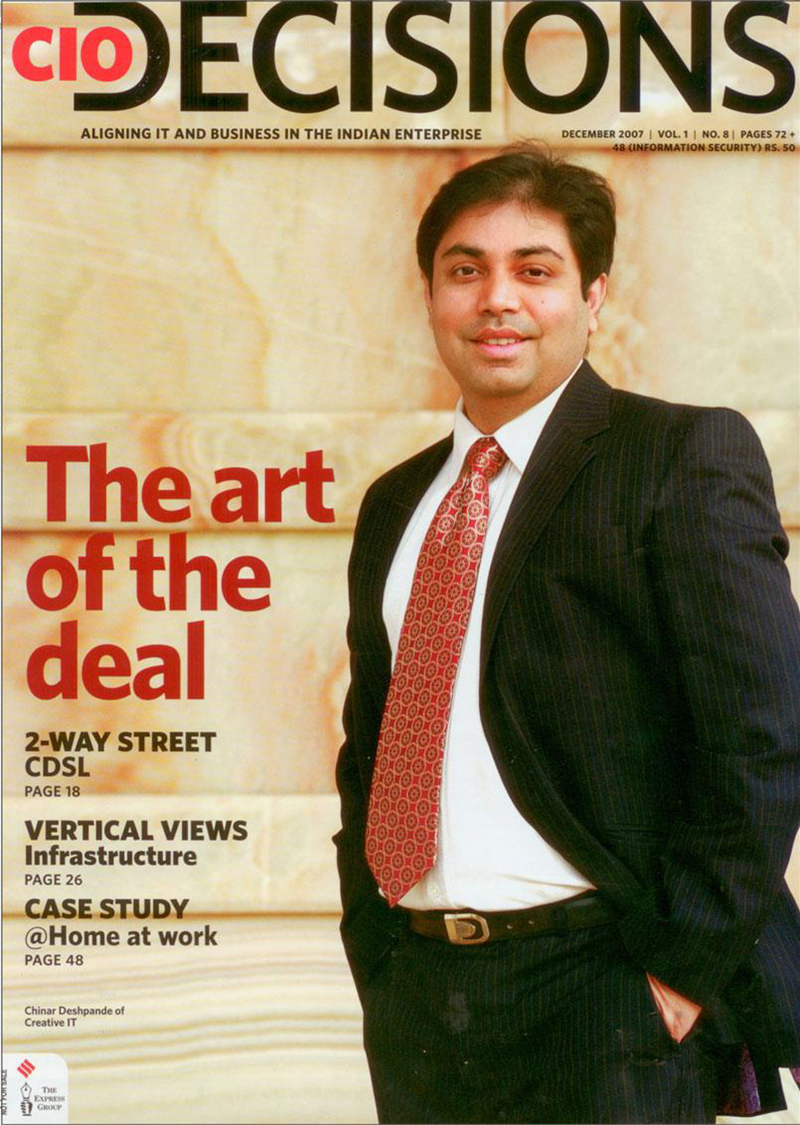 CIO DECISIONS
ALIGNING IT AND BUSINESS IN THE INDIAN ENTERPRISE
DECEMBER 2007 | VOL. 1 | NO. 8 | PAGES 72 +
48 (INFORMATION SECURITY) RS. 50
The art
of the
deal
2-WAY STREET
CDSL
PAGE 18
VERTICAL VIEWS
Infrastructure
PAGE 26
CASE STUDY
@Home at work
PAGE 48
Chinar Deshpande of
Creative IT
NOT FOR SALE
THE
EXPRESS
GROUP